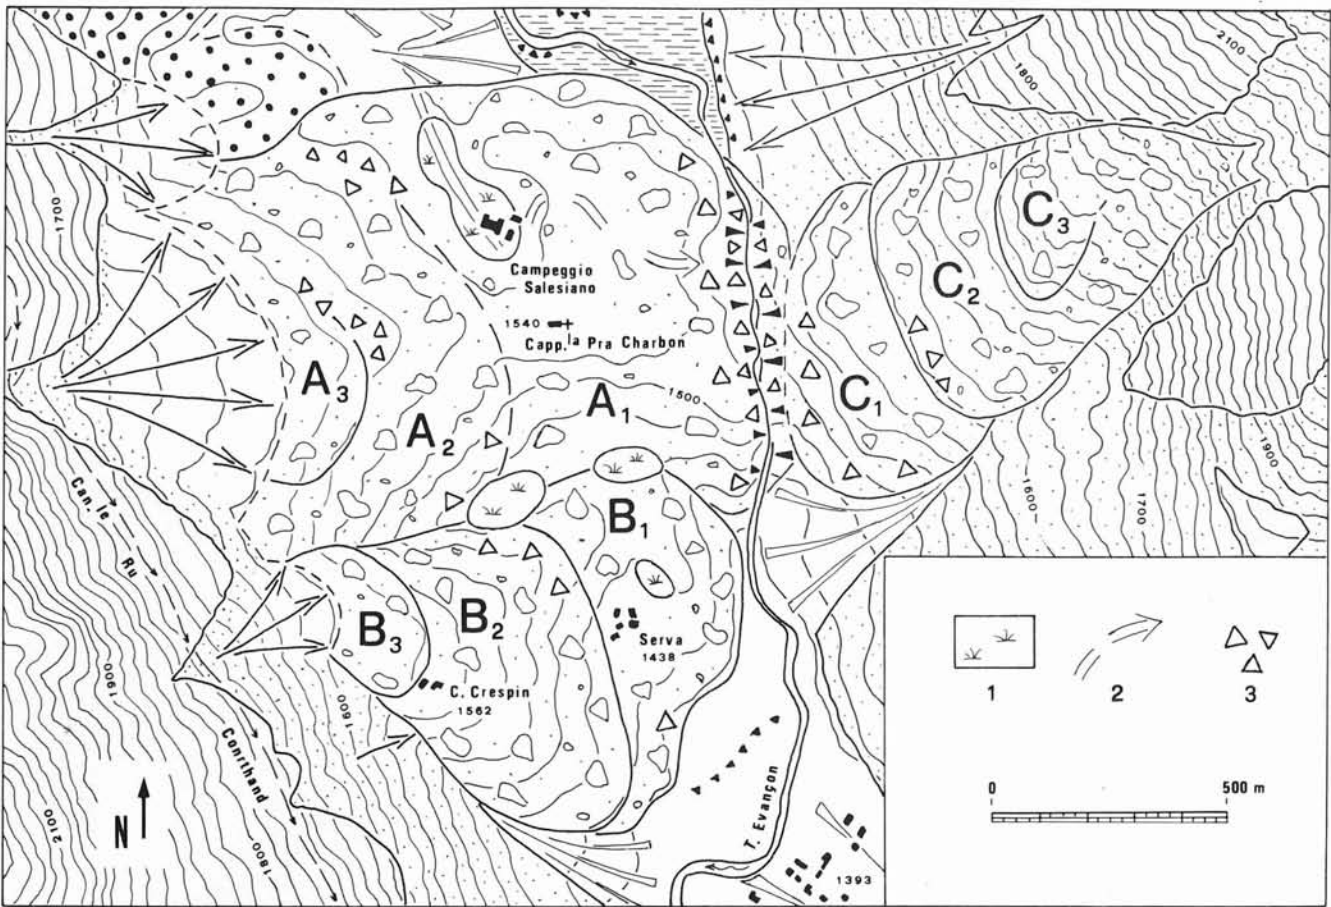 2100
1800
1700
C3
Campeggio
Salesiano
C2
1540
Capp.la Pra Charbon
A3
A1
1500
C1
A2
Can. le
Ru
B1
1900
1600
1700
B3
B2
Serva
1438
C. Crespin
1562
1900
1600
Conrthand
1 2 3
N
2100
1800
T. Evançon
1393
0 500 m